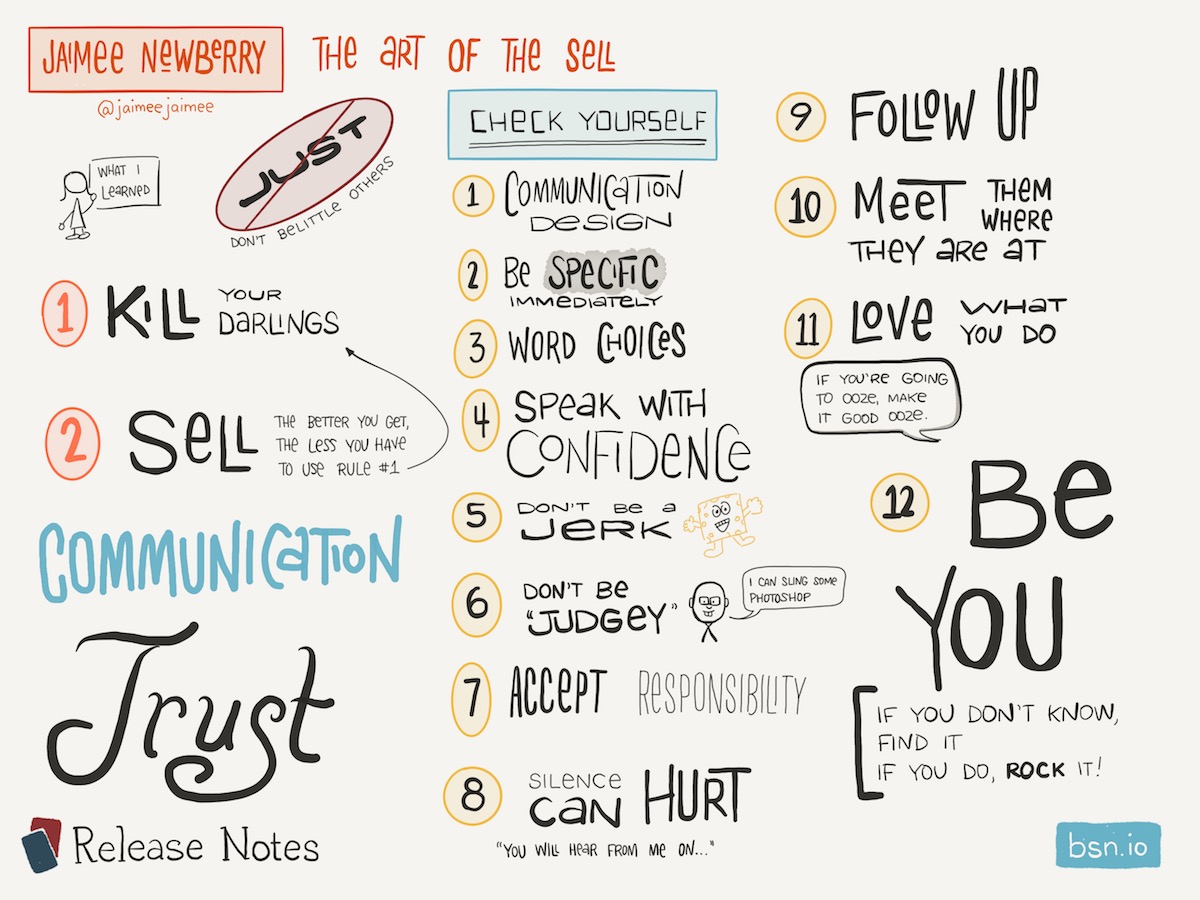 JAIMEE NEWBERRY
THE ART OF THE SELL
@jaimeejaimee
WHAT I
LEARNED
JUST
DON'T BELITTLE OTHERS
1 KILL YOUR
DARLINGS
2 SELL THE BETTER YOU GET,
THE LESS YOU HAVE
TO USE RULE #1
COMMUNICATION
Trust
Release Notes
CHECK YOURSELF
1 COMMUNICATION
DESIGN
2 Be SPECIFIC
IMMEDIATELY
3 WORD CHOICES
4 SPEAK WITH
CONFIDENCE
5 DON'T BE A
JERK
6 DON'T BE
"JUDGEY"
I CAN SLING SOME
PHOTOSHOP
7 ACCEPT RESPONSIBILITY
8 SILENCE
CAN HURT
"YOU WILL HEAR FROM ME ON..."
9 FOLLOW UP
10 MEET THEM
WHERE
THEY ARE AT
11 LOVE WHAT
YOU DO
IF YOU'RE GOING
TO OOZE, MAKE
IT GOOD OOZE.
12 Be
YOU
IF YOU DON'T KNOW,
FIND IT
IF YOU DO, ROCK IT!
bsn.io